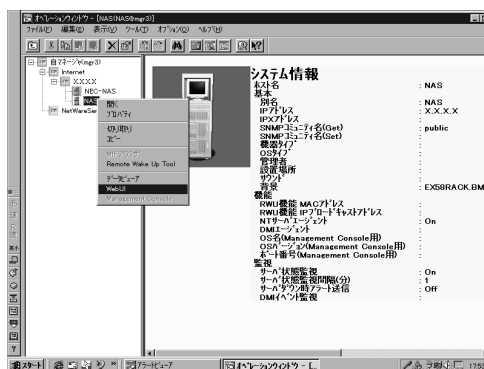 オペレーションウィンドウ - [NAS(NAS@mgr3)]
ファイル(F) 編集(E) 表示(V) ツール(T) オプション(O) ヘルプ(H)
自マネージャ(mgr3)
Internet
XXXX
NEC-NAS
NAS
NetWareSer
開く
プロパティ
切り取り
コピー
MIBブラウザ
Remote Wake Up Tool
データビューア
WebUI
Management Console
システム情報
ホスト名 : NAS
基本
別名 : NAS
IPアドレス : X.X.X.X
IPXアドレス :
SNMPコミュニティ名(Get) : public
SNMPコミュニティ名(Set) :
機器タイプ :
OSタイプ :
管理者 :
設置場所 :
サウンド :
背景 : EX58RACK.BM
機能
RWU機能 MACアドレス :
RWU機能 IPブロードキャストアドレス :
NTサーバエージェント : On
DMIエージェント :
OS名(Management Console用) :
OSバージョン(Management Console用) :
ポート番号(Management Console用) :
監視
サーバ状態監視 : On
サーバ状態監視間隔(分) : 1
サーバダウン時アラート送信 : Off
DMIイベント監視 :
スタート
アラートビューア
オペレーションウィンドウ - [